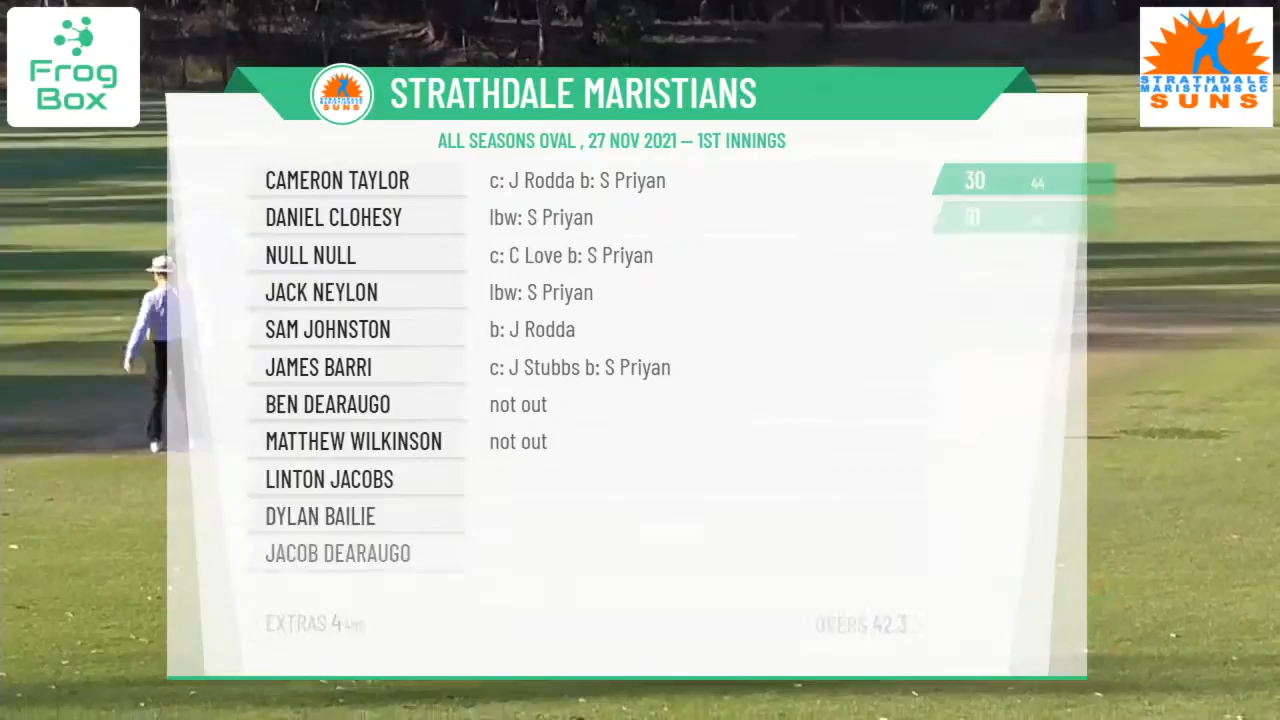 Frog
Box
STRATHDALE MARISTIANS
STRATHDALE
MARISTIANS CC
SUNS
SUNS
ALL SEASONS OVAL , 27 NOV 2021 – 1ST INNINGS
CAMERON TAYLOR c: J Rodda b: S Priyan 30 44
DANIEL CLOHESY lbw: S Priyan
NULL NULL c: C Love b: S Priyan
JACK NEYLON lbw: S Priyan
SAM JOHNSTON b: J Rodda
JAMES BARRI c: J Stubbs b: S Priyan
BEN DEARAUGO not out
MATTHEW WILKINSON not out
LINTON JACOBS
DYLAN BAILIE
JACOB DEARAUGO
EXTRAS 4 OVERS 42.3